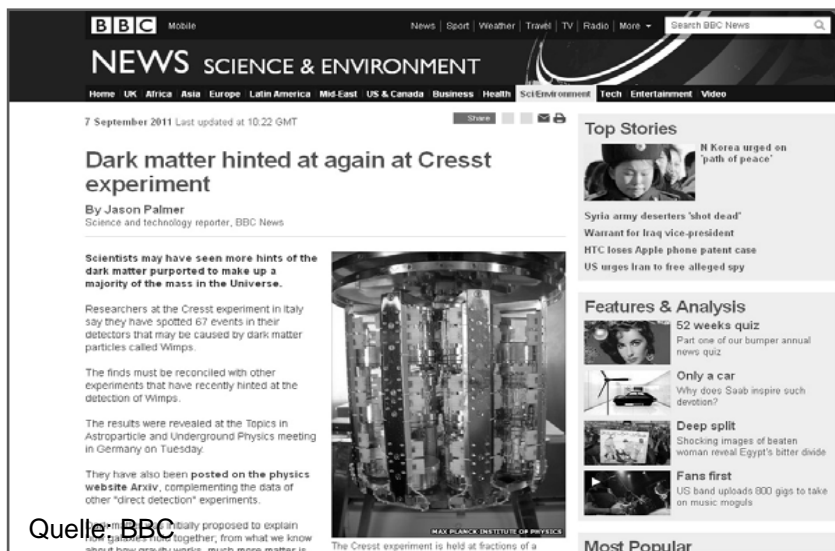 BBC Mobile News Sport Weather Travel TV Radio More Search BBC News
NEWS SCIENCE & ENVIRONMENT
Home UK Africa Asia Europe Latin America Mid-East US & Canada Business Health Sci/Environment Tech Entertainment Video
7 September 2011 Last updated at 10:22 GMT
Share
Dark matter hinted at again at Cresst
experiment
By Jason Palmer
Science and technology reporter, BBC News
Scientists may have seen more hints of the
dark matter purported to make up a
majority of the mass in the Universe.
Researchers at the Cresst experiment in Italy
say they have spotted 67 events in their
detectors that may be caused by dark matter
particles called Wimps.
The finds must be reconciled with other
experiments that have recently hinted at the
detection of Wimps.
The results were revealed at the Topics in
Astroparticle and Underground Physics meeting
in Germany on Tuesday.
They have also been posted on the physics
website Arxiv, complementing the data of
other "direct detection" experiments.
initially proposed to explain
how galaxies hold together; from what we know
about how gravity works, much more matter is
Quelle: BBC
MAX PLANCK INSTITUTE OF PHYSICS
The Cresst experiment is held at fractions of a
Top Stories
N Korea urged on
'path of peace'
Syria army deserters 'shot dead'
Warrant for Iraq vice-president
HTC loses Apple phone patent case
US urges Iran to free alleged spy
Features & Analysis
52 weeks quiz
Part one of our bumper annual
news quiz
Only a car
Why does Saab inspire such
devotion?
Deep split
Shocking images of beaten
woman reveal Egypt's bitter divide
Fans first
US band uploads 800 gigs to take
on music moguls
Most Popular